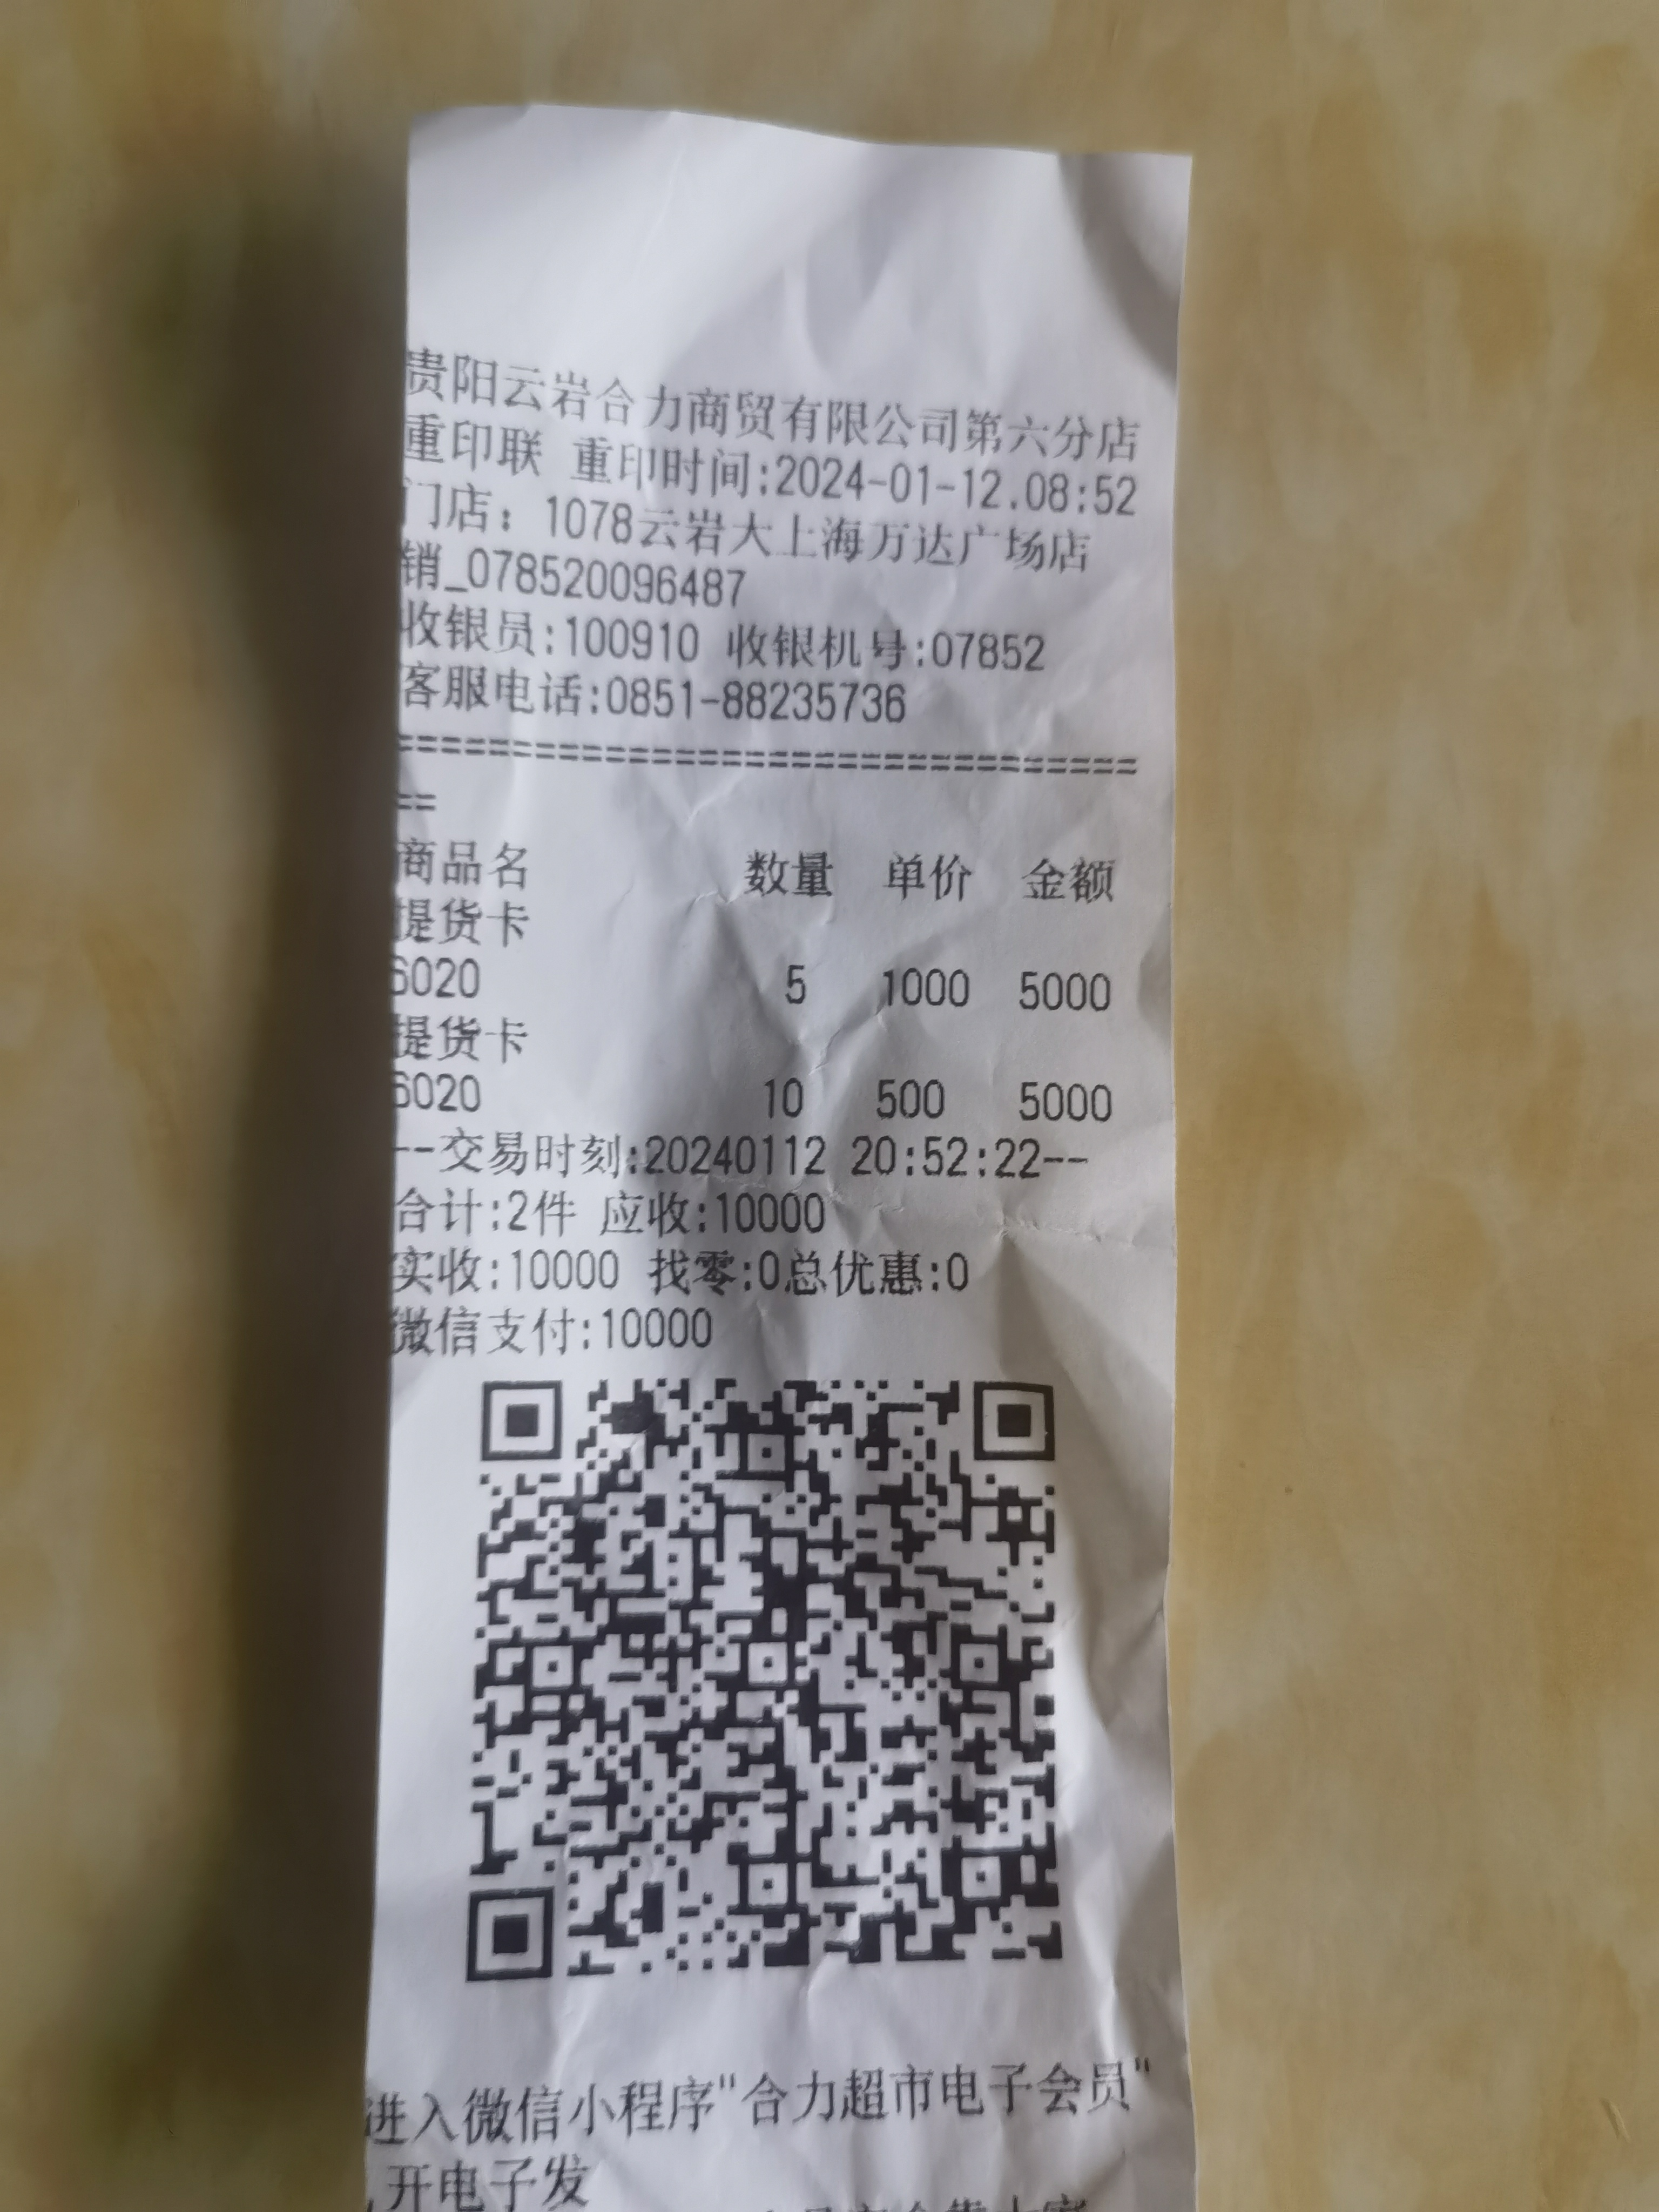 贵阳云岩合力商贸有限公司第六分店
重印联 重印时间:2024-01-12.08:52
门店：1078云岩大上海万达广场店
销_078520096487
收银员:100910 收银机号:07852
客服电话:0851-88235736
================================
==
商品名 数量 单价 金额
提货卡
6020 5 1000 5000
提货卡
6020 10 500 5000
--交易时刻:20240112 20:52:22--
合计:2件 应收:10000
实收:10000 找零:0总优惠:0
微信支付:10000
进入微信小程序"合力超市电子会员"
,开电子发